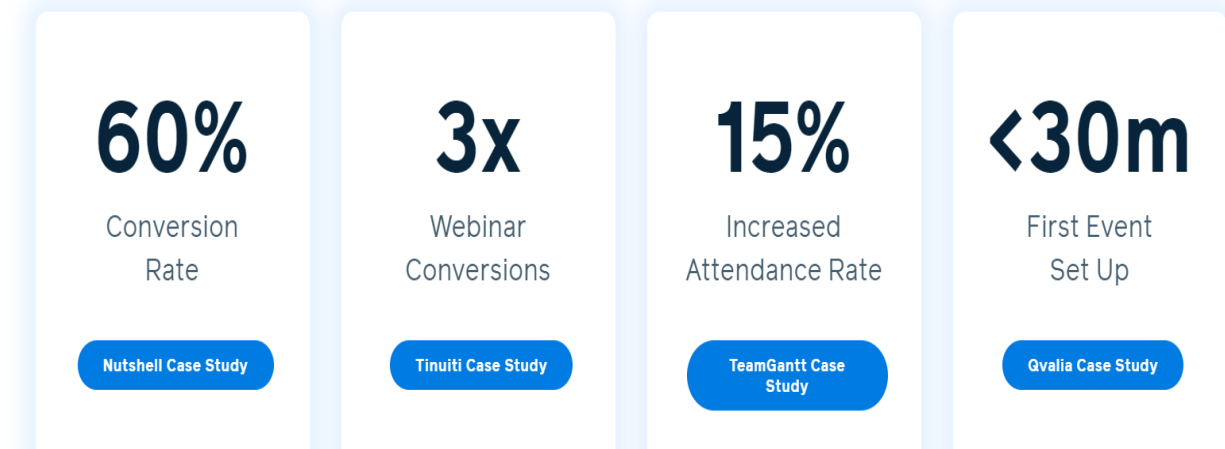 60%
Conversion
Rate
Nutshell Case Study
3x
Webinar
Conversions
Tinuiti Case Study
15%
Increased
Attendance Rate
TeamGantt Case
Study
<30m
First Event
Set Up
Qvalia Case Study